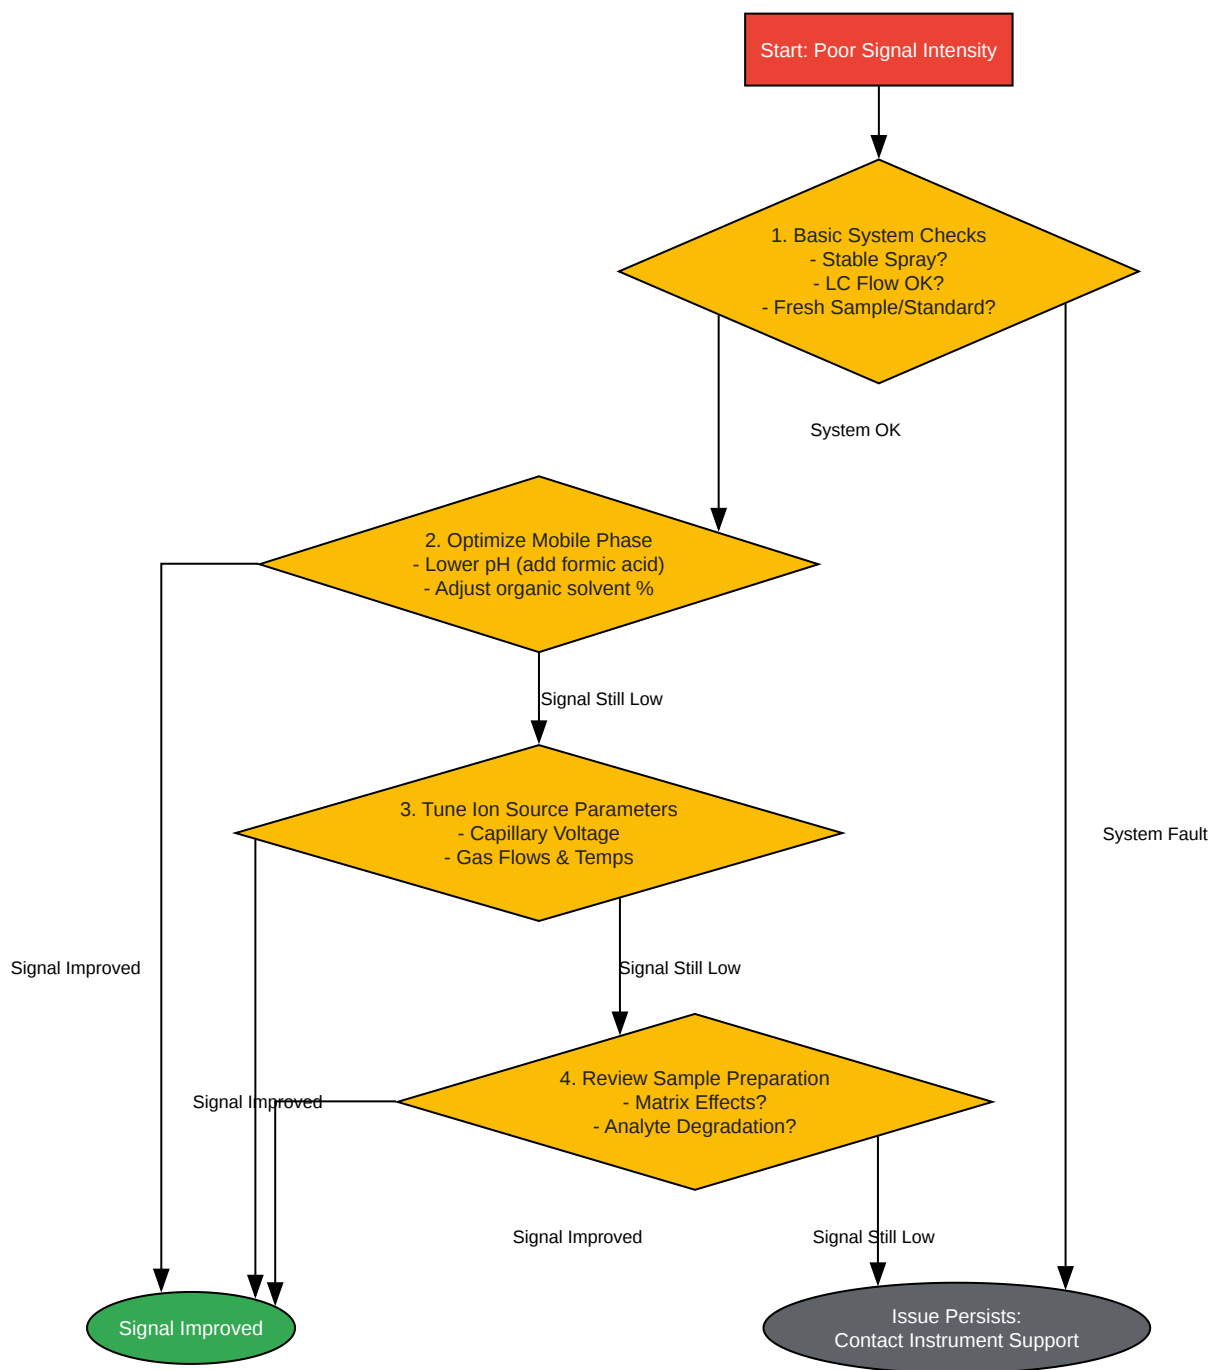 Start: Poor Signal Intensity
1. Basic System Checks
- Stable Spray?
- LC Flow OK?
- Fresh Sample/Standard?
System OK
2. Optimize Mobile Phase
- Lower pH (add formic acid)
- Adjust organic solvent %
Signal Still Low
3. Tune Ion Source Parameters
- Capillary Voltage
- Gas Flows & Temps
System Fault
Signal Improved
Signal Still Low
4. Review Sample Preparation
- Matrix Effects?
- Analyte Degradation?
Signal Improved
Signal Improved
Signal Still Low
Signal Improved
Issue Persists:
Contact Instrument Support